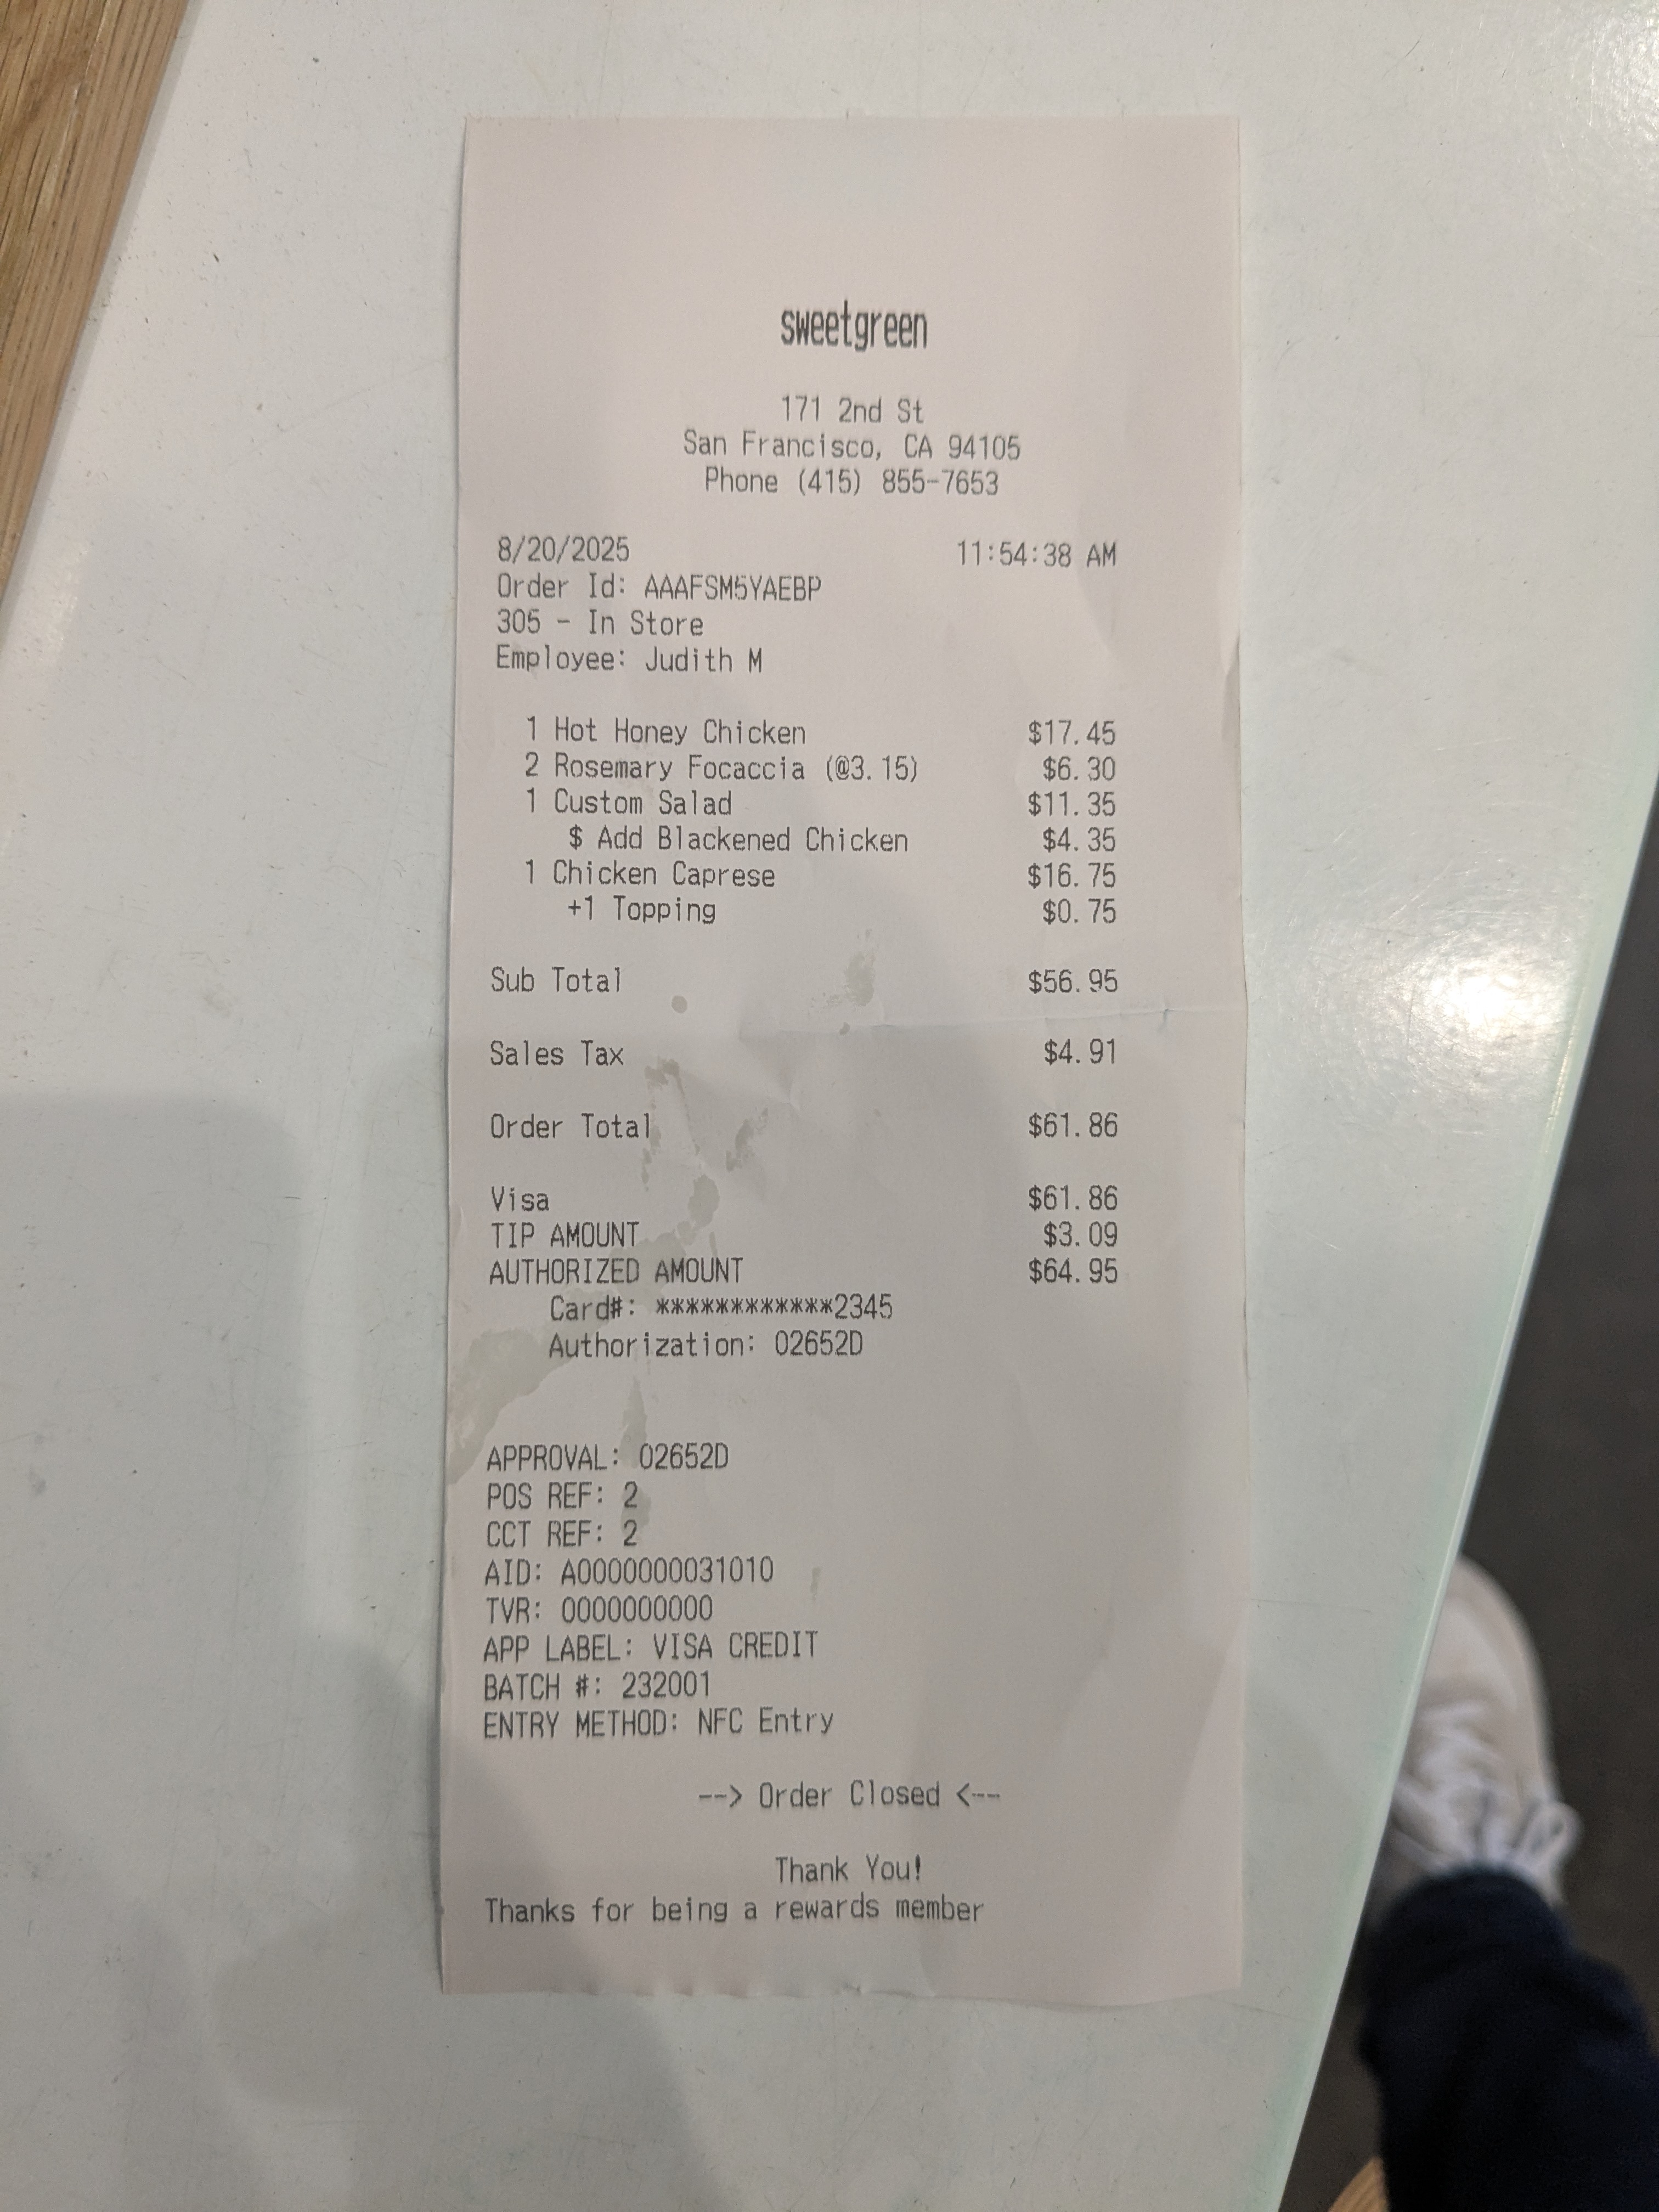 sweetgreen
171 2nd St
San Francisco, CA 94105
Phone (415) 855-7653
8/20/2025 11:54:38 AM
Order Id: AAAFSM5YAEBP
305 - In Store
Employee: Judith M
1 Hot Honey Chicken $17.45
2 Rosemary Focaccia (@3.15) $6.30
1 Custom Salad $11.35
$ Add Blackened Chicken $4.35
1 Chicken Caprese $16.75
+1 Topping $0.75
Sub Total $56.95
Sales Tax $4.91
Order Total $61.86
Visa $61.86
TIP AMOUNT $3.09
AUTHORIZED AMOUNT $64.95
Card#: ************2345
Authorization: 02652D
APPROVAL: 02652D
POS REF: 2
CCT REF: 2
AID: A0000000031010
TVR: 0000000000
APP LABEL: VISA CREDIT
BATCH #: 232001
ENTRY METHOD: NFC Entry
--> Order Closed <--
Thank You!
Thanks for being a rewards member